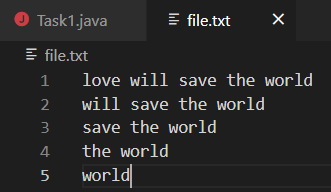 Task1.java file.txt
file.txt
1 love will save the world
2 will save the world
3 save the world
4 the world
5 world